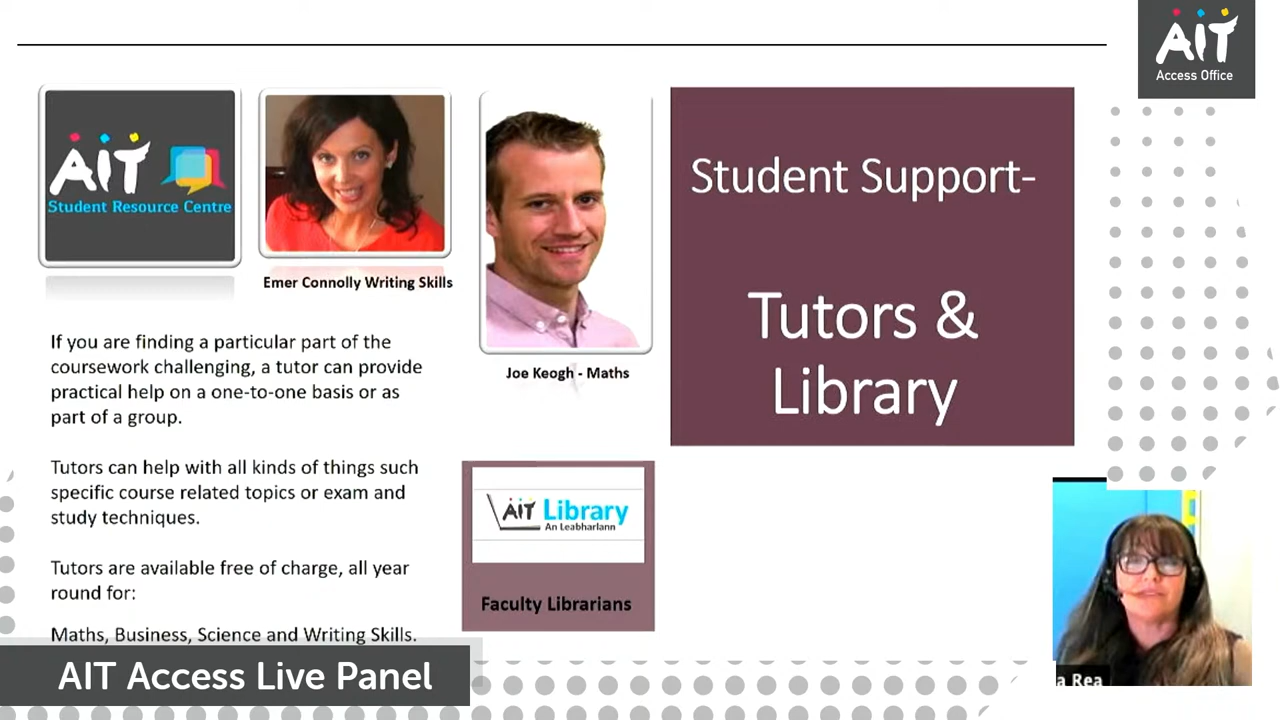 AIT
Access Office
AIT
Student Resource Centre
Emer Connolly Writing Skills
Joe Keogh - Maths
Student Support-
Tutors &
Library
If you are finding a particular part of the
coursework challenging, a tutor can provide
practical help on a one-to-one basis or as
part of a group.
Tutors can help with all kinds of things such
specific course related topics or exam and
study techniques.
Tutors are available free of charge, all year
round for:
Maths, Business, Science and Writing Skills.
AIT Library
An Leabharlann
Faculty Librarians
AIT Access Live Panel
a Rea